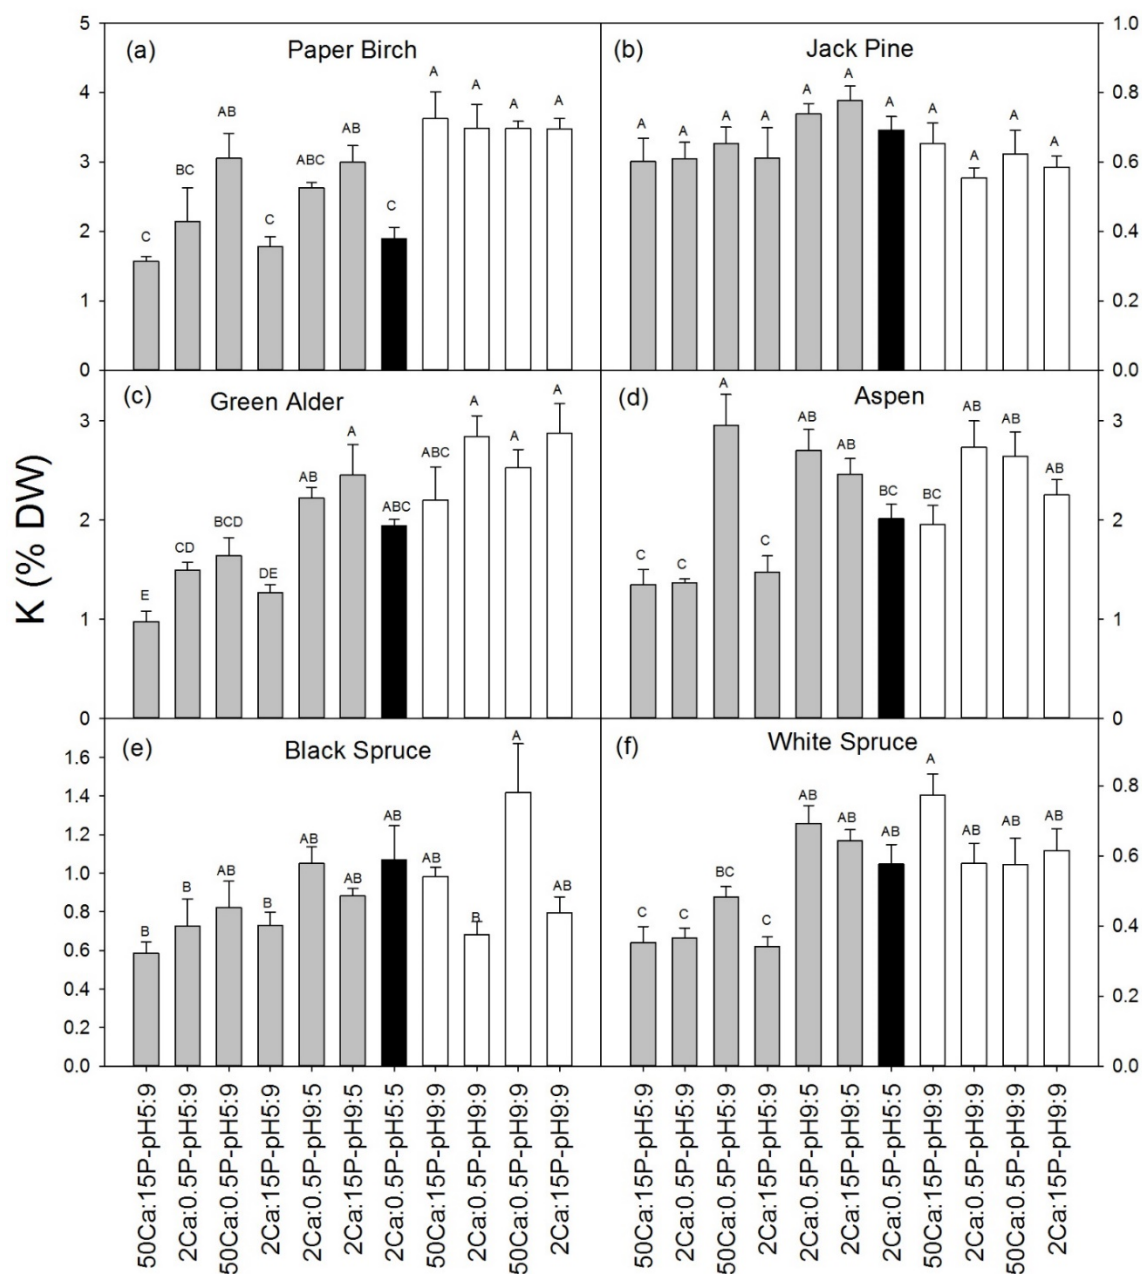 K (% DW)
(a) Paper Birch
5
4
3
2
1
0
C
BC
AB
C
ABC
AB
C
A
A
A
A
(b) Jack Pine
1.0
0.8
0.6
0.4
0.2
0.0
A
A
A
A
A
A
A
A
A
A
A
(c) Green Alder
3
2
1
0
E
CD
BCD
DE
AB
A
ABC
ABC
A
A
A
(d) Aspen
3
2
1
0
C
C
A
C
AB
AB
BC
BC
AB
AB
AB
(e) Black Spruce
1.6
1.4
1.2
1.0
0.8
0.6
0.4
0.2
0.0
B
B
AB
B
AB
AB
AB
AB
B
A
AB
(f) White Spruce
0.8
0.6
0.4
0.2
0.0
C
C
BC
C
AB
AB
AB
A
AB
AB
AB
50Ca:15P-pH5:9
2Ca:0.5P-pH5:9
50Ca:0.5P-pH5:9
2Ca:15P-pH5:9
2Ca:0.5P-pH9:5
2Ca:15P-pH9:5
2Ca:0.5P-pH5:5
50Ca:15P-pH9:9
2Ca:0.5P-pH9:9
50Ca:0.5P-pH9:9
2Ca:15P-pH9:9
50Ca:15P-pH5:9
2Ca:0.5P-pH5:9
50Ca:0.5P-pH5:9
2Ca:15P-pH5:9
2Ca:0.5P-pH9:5
2Ca:15P-pH9:5
2Ca:0.5P-pH5:5
50Ca:15P-pH9:9
2Ca:0.5P-pH9:9
50Ca:0.5P-pH9:9
2Ca:15P-pH9:9